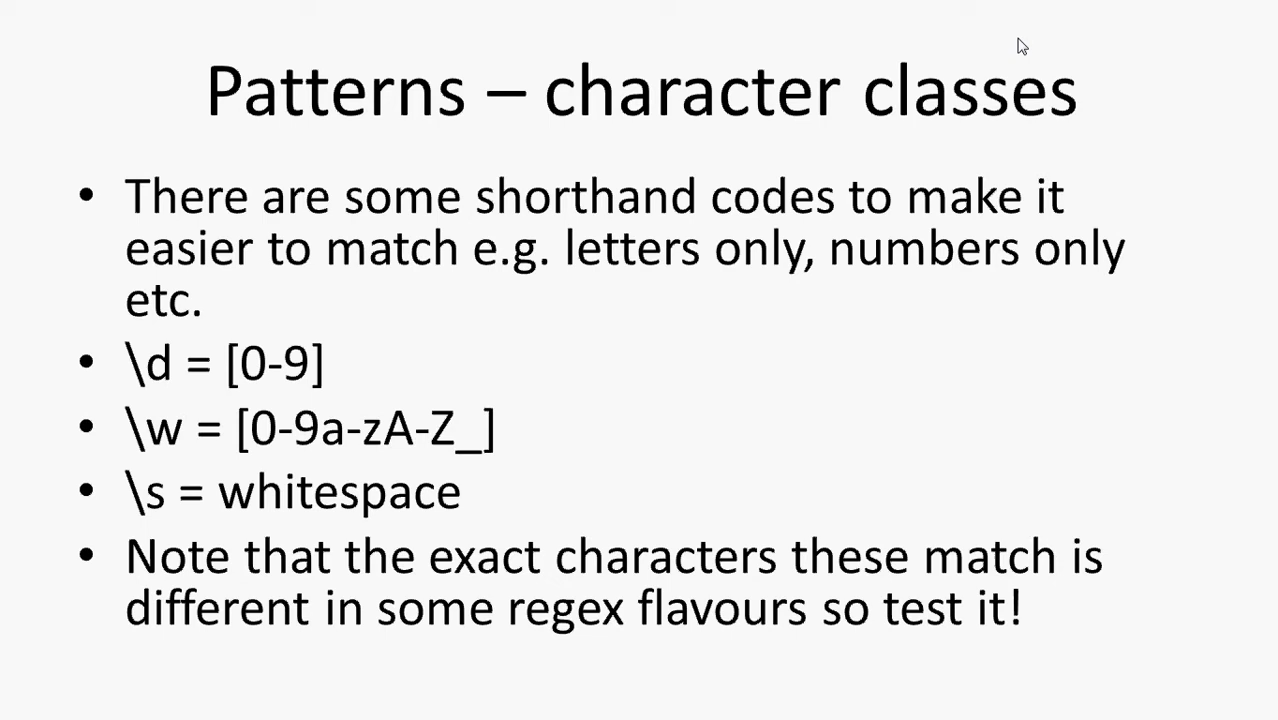 Patterns – character classes
• There are some shorthand codes to make it
easier to match e.g. letters only, numbers only
etc.
• \d = [0-9]
• \w = [0-9a-zA-Z_]
• \s = whitespace
• Note that the exact characters these match is
different in some regex flavours so test it!